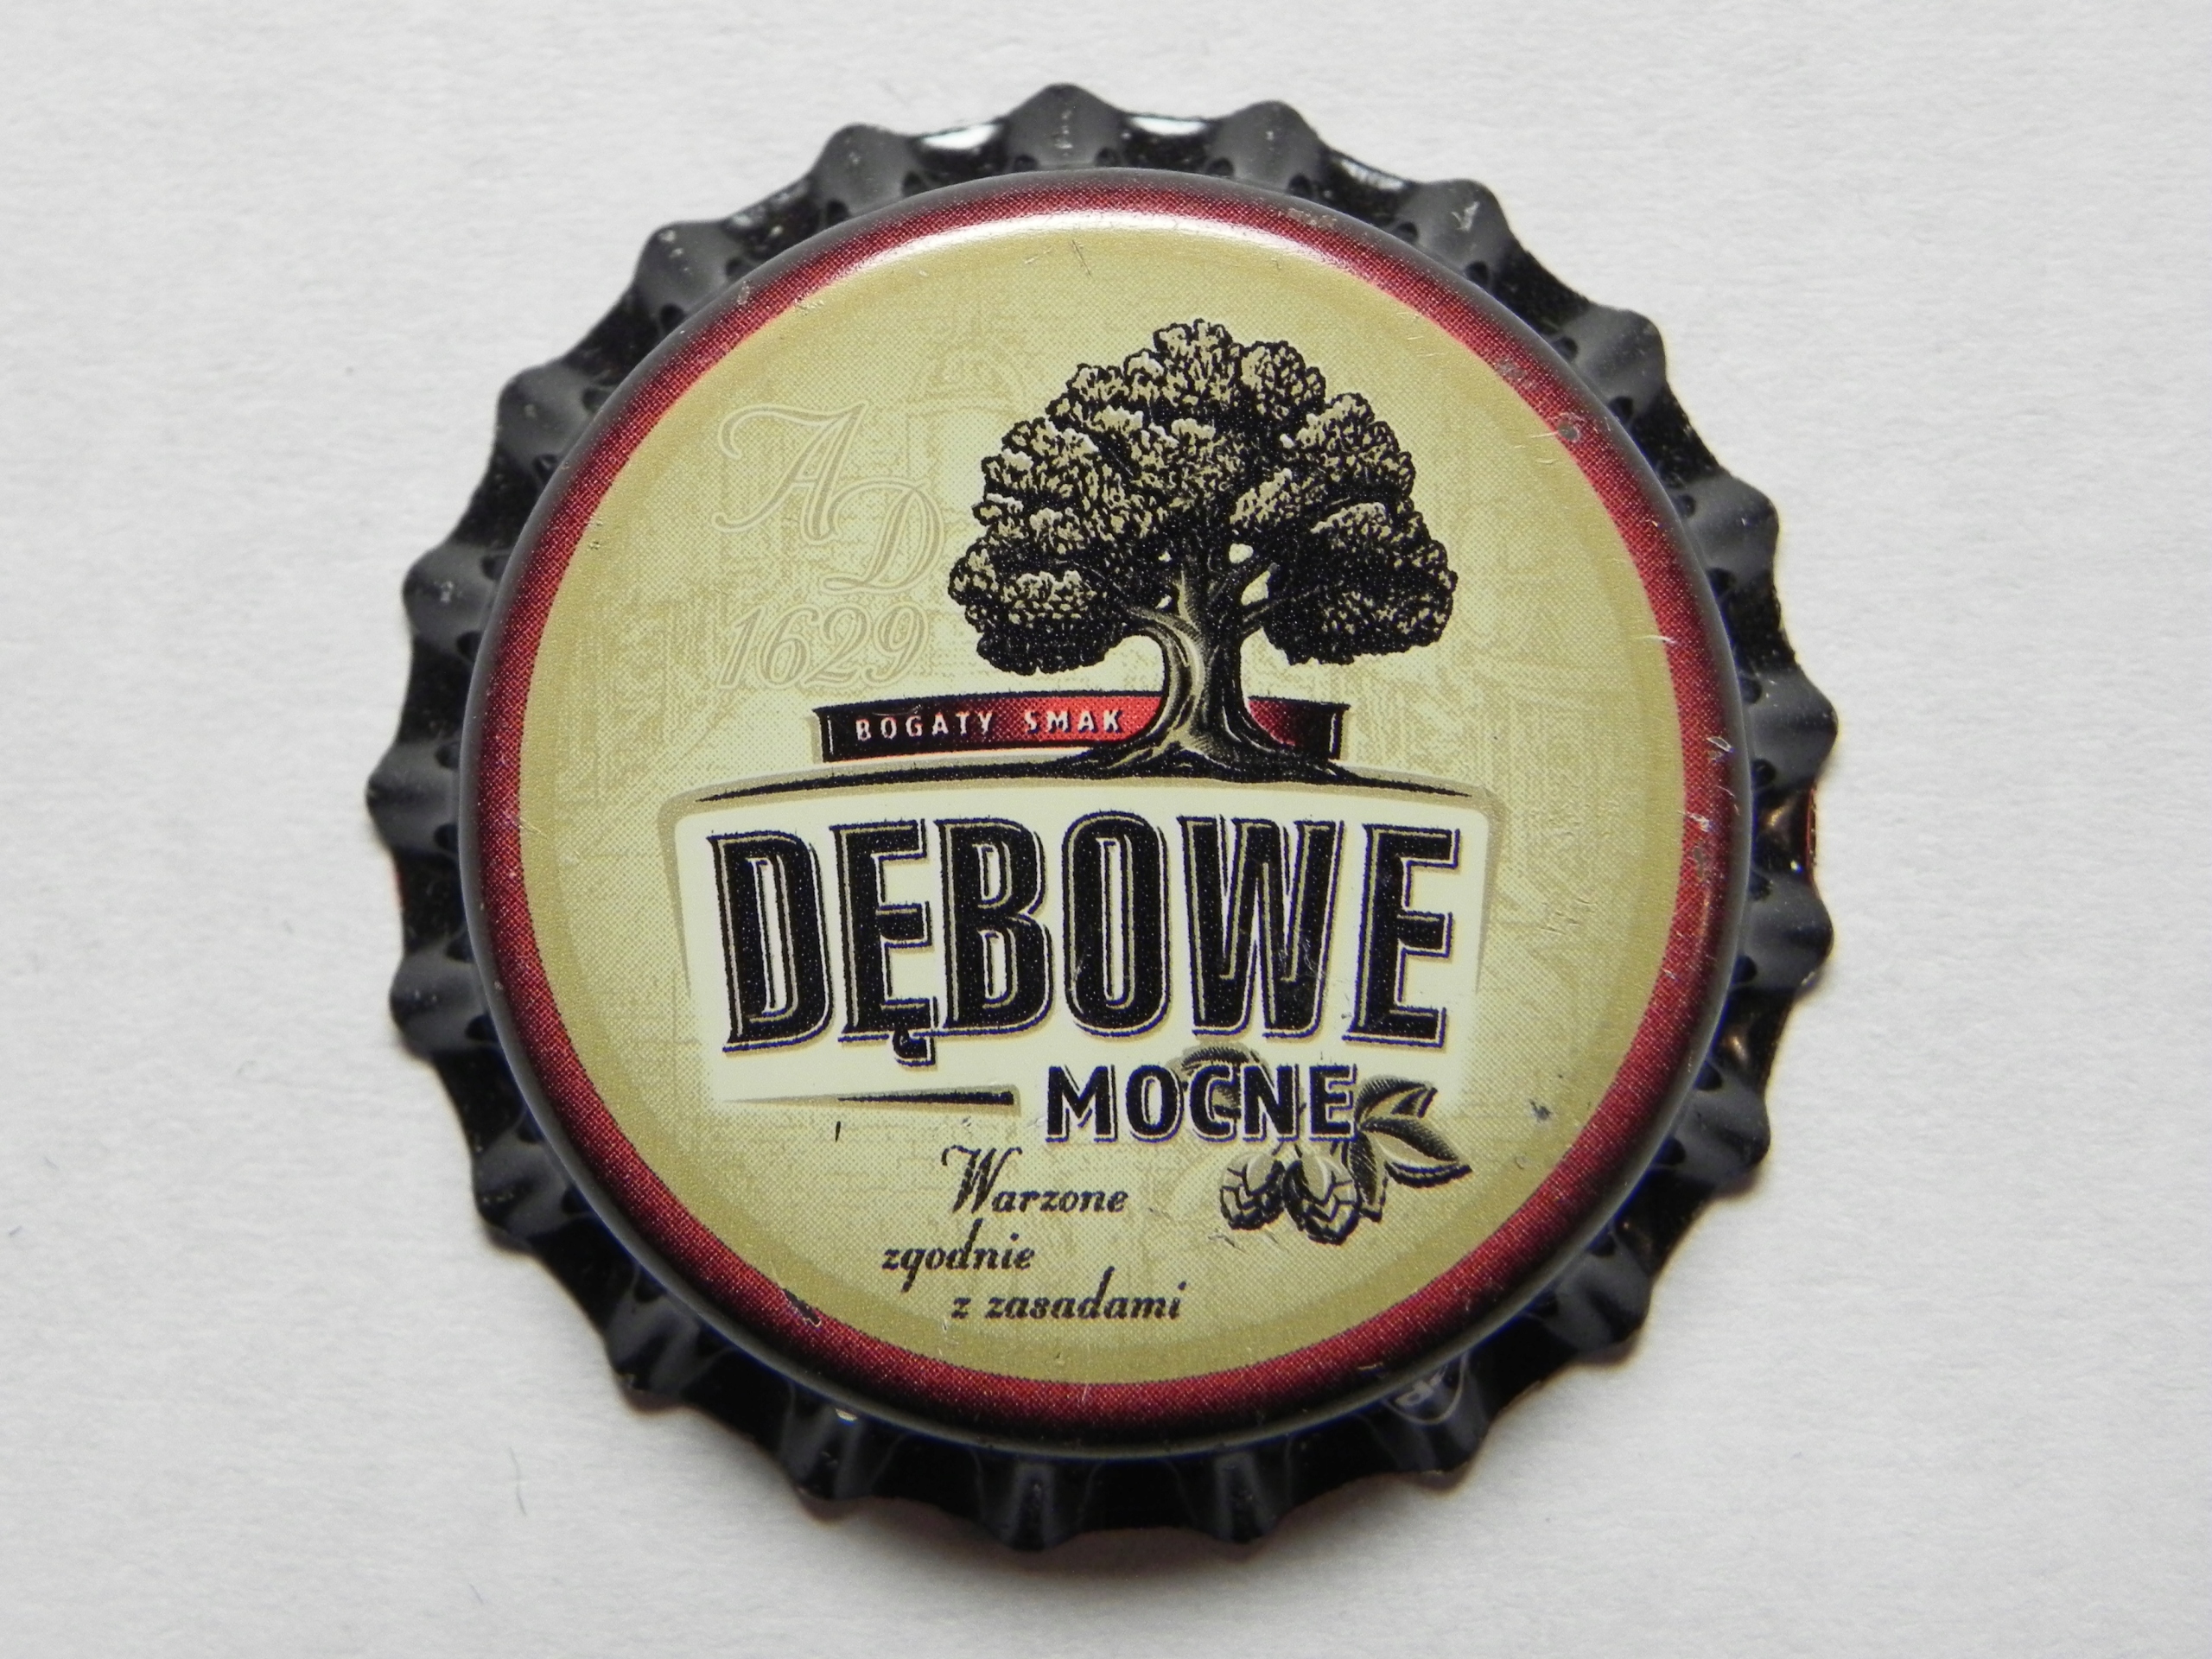 AD
1629
BOGATY SMAK
DĘBOWE
MOCNE
Warzone
zgodnie
z zasadami